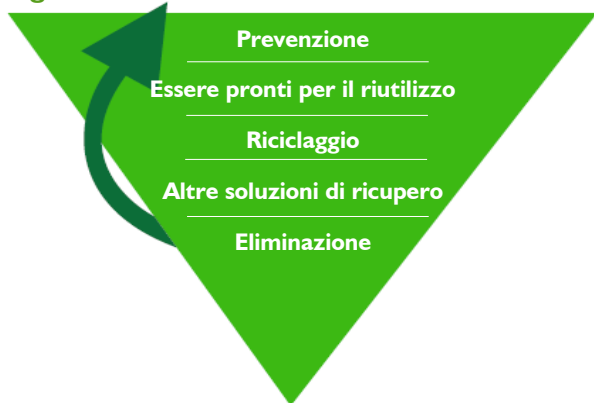 Prevenzione
Essere pronti per il riutilizzo
Riciclaggio
Altre soluzioni di ricupero
Eliminazione